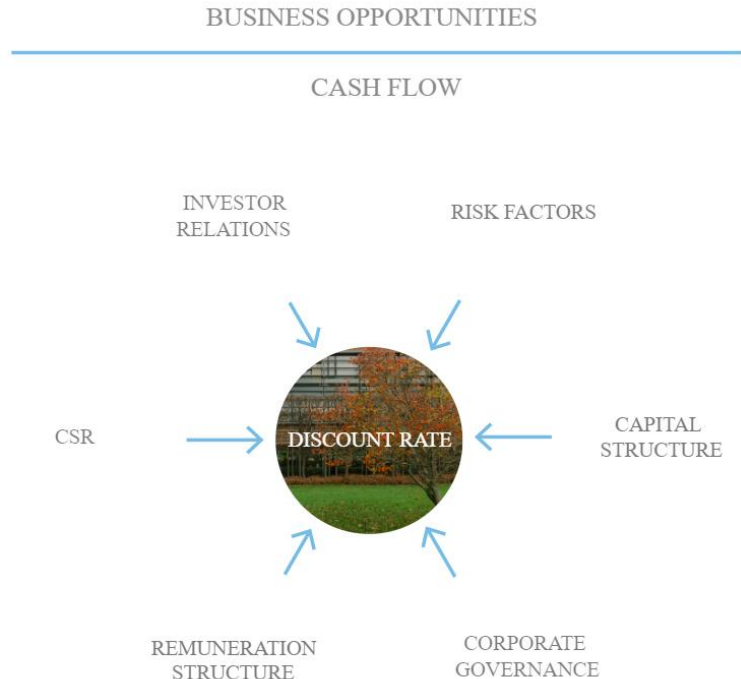 BUSINESS OPPORTUNITIES
CASH FLOW
INVESTOR
RELATIONS
RISK FACTORS
CSR
DISCOUNT RATE
CAPITAL
STRUCTURE
REMUNERATION
STRUCTURE
CORPORATE
GOVERNANCE